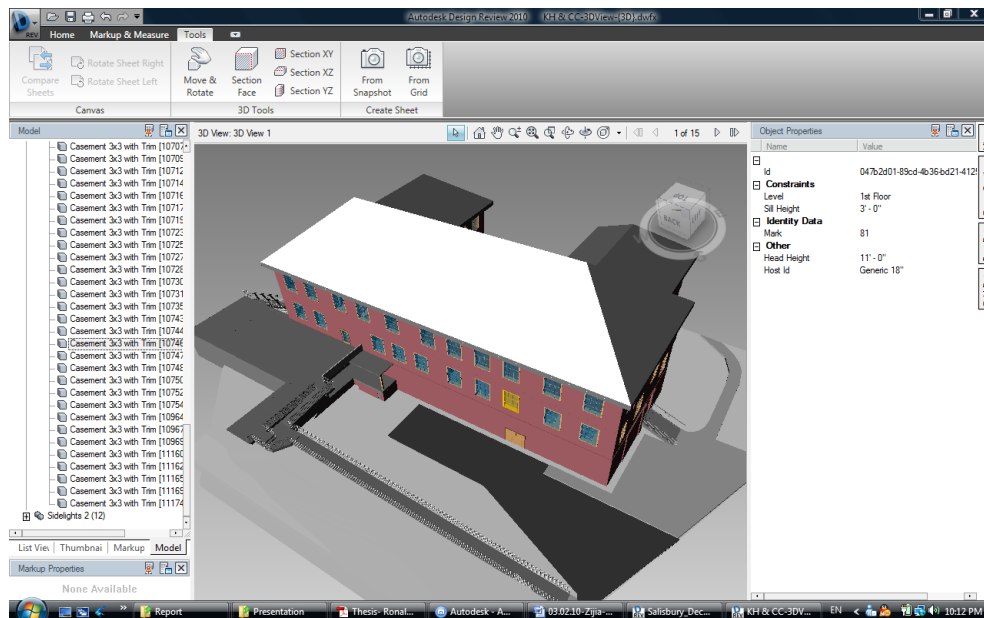 Autodesk Design Review 2010 KH & CC-3DView-(3D).dwfx
REV Home Markup & Measure Tools
Compare Sheets
Rotate Sheet Right
Rotate Sheet Left
Move & Rotate
Section Face
Section XY
Section XZ
Section YZ
From Snapshot
From Grid
Canvas 3D Tools Create Sheet
Model
3D View: 3D View 1
1 of 15
Object Properties
Casement 3x3 with Trim [10707
Casement 3x3 with Trim [10709
Casement 3x3 with Trim [10712
Casement 3x3 with Trim [10714
Casement 3x3 with Trim [10716
Casement 3x3 with Trim [10717
Casement 3x3 with Trim [10719
Casement 3x3 with Trim [10723
Casement 3x3 with Trim [10725
Casement 3x3 with Trim [10727
Casement 3x3 with Trim [10728
Casement 3x3 with Trim [10730
Casement 3x3 with Trim [10731
Casement 3x3 with Trim [10735
Casement 3x3 with Trim [10743
Casement 3x3 with Trim [10744
Casement 3x3 with Trim [10746
Casement 3x3 with Trim [10747
Casement 3x3 with Trim [10748
Casement 3x3 with Trim [10750
Casement 3x3 with Trim [10752
Casement 3x3 with Trim [10754
Casement 3x3 with Trim [10964
Casement 3x3 with Trim [10967
Casement 3x3 with Trim [10969
Casement 3x3 with Trim [11160
Casement 3x3 with Trim [11162
Casement 3x3 with Trim [11165
Casement 3x3 with Trim [11169
Casement 3x3 with Trim [11174
Sidelights 2 (12)
List Viev Thumbnai Markup Model
Markup Properties
None Available
BACK
Name Value
Id 047b2d01-89cd-4b36-bd21-412
Constraints
Level 1st Floor
Sill Height 3' - 0"
Identity Data
Mark 81
Other
Head Height 11' - 0"
Host Id Generic 18"
Report Presentation Thesis- Ronal... Autodesk - A... 03.02.10-Zijia-... Salisbury_Dec... KH & CC-3DV... EN 10:12 PM